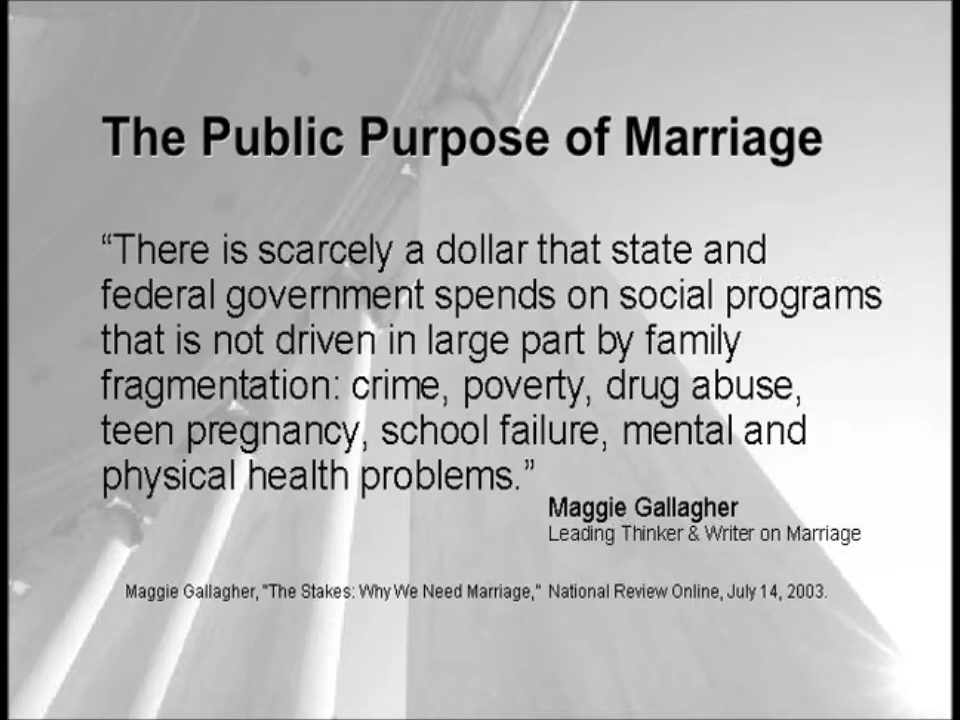 The Public Purpose of Marriage
“There is scarcely a dollar that state and
federal government spends on social programs
that is not driven in large part by family
fragmentation: crime, poverty, drug abuse,
teen pregnancy, school failure, mental and
physical health problems.”
Maggie Gallagher
Leading Thinker & Writer on Marriage
Maggie Gallagher, "The Stakes: Why We Need Marriage," National Review Online, July 14, 2003.